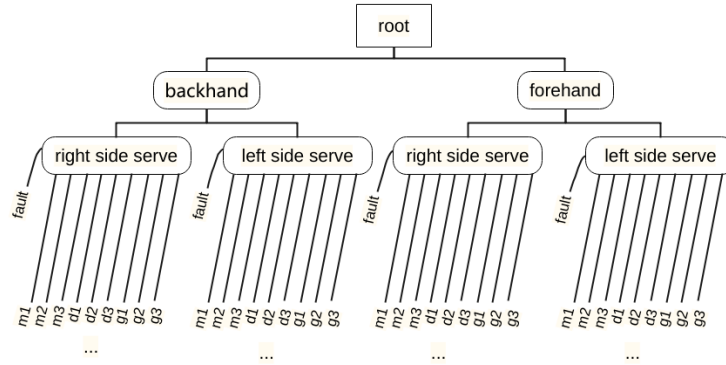 root
backhand
forehand
right side serve
left side serve
right side serve
left side serve
fault
fault
fault
fault
m1 m2 m3 d1 d2 d3 g1 g2 g3
m1 m2 m3 d1 d2 d3 g1 g2 g3
m1 m2 m3 d1 d2 d3 g1 g2 g3
m1 m2 m3 d1 d2 d3 g1 g2 g3
...
...
...
...